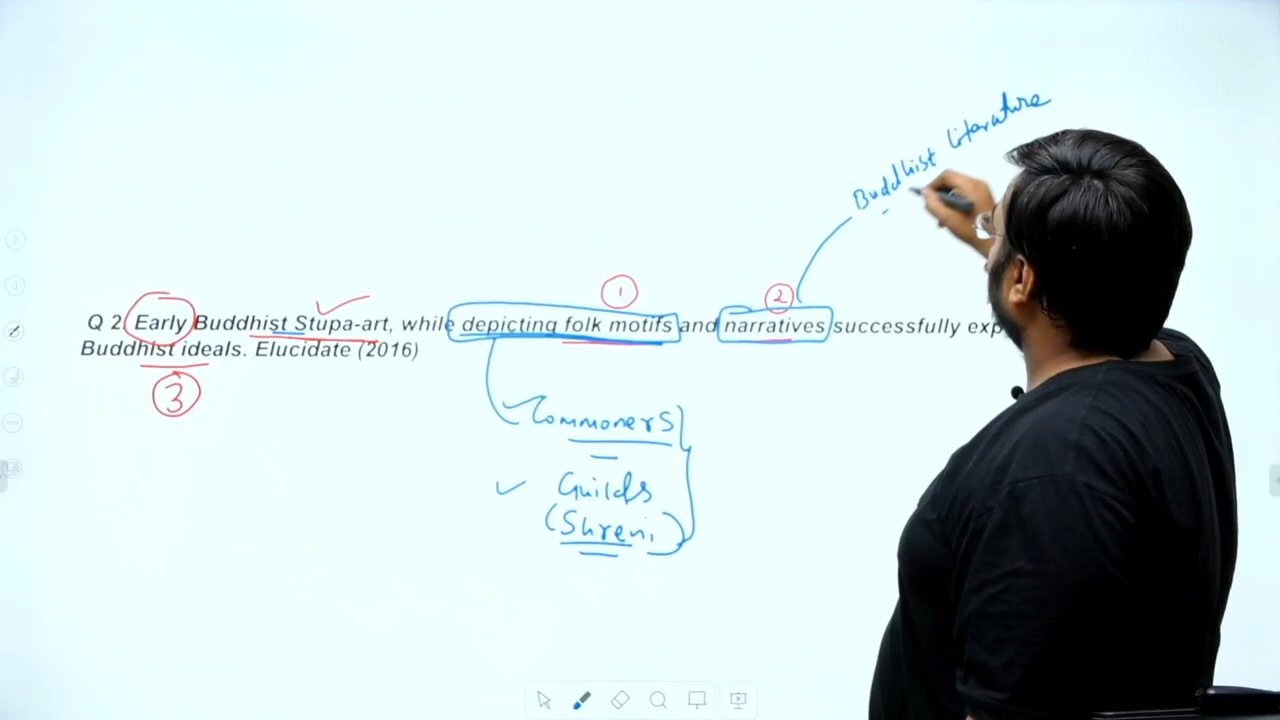 Buddhist literature
① ②
Q 2. Early Buddhist Stupa-art, while depicting folk motifs and narratives successfully exp
Buddhist ideals. Elucidate (2016)
③
Commoners
Guilds
(Shreni)